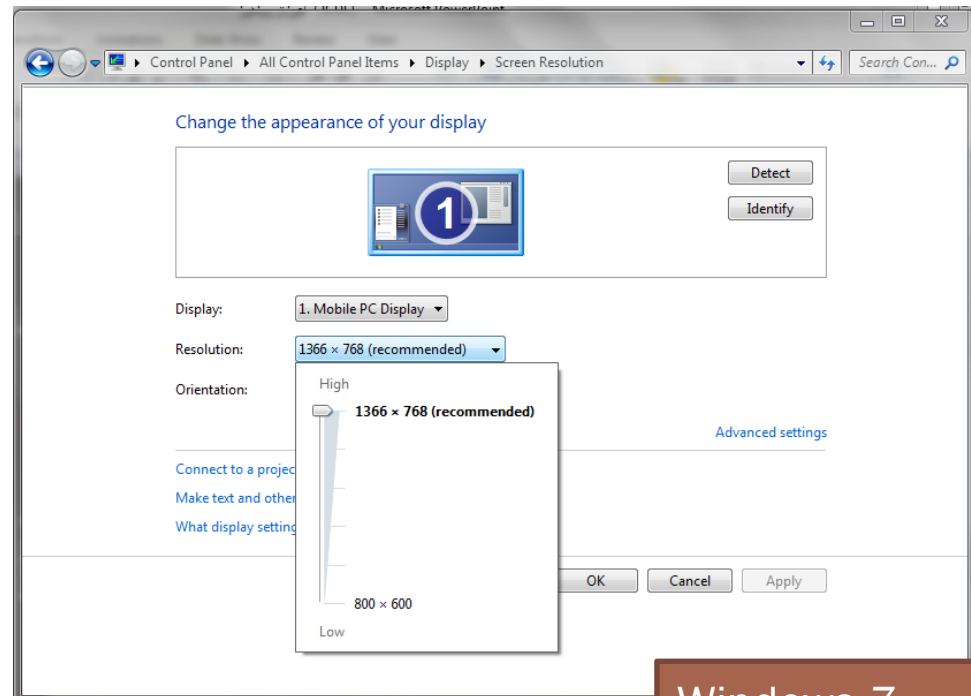 Microsoft PowerPoint
Control Panel ▸ All Control Panel Items ▸ Display ▸ Screen Resolution
Search Con...
Change the appearance of your display
1
Detect
Identify
Display:
1. Mobile PC Display
Resolution:
1366 × 768 (recommended)
Orientation:
High
1366 × 768 (recommended)
Advanced settings
Connect to a projec
Make text and other
What display setting
800 × 600
Low
OK
Cancel
Apply
Windows 7